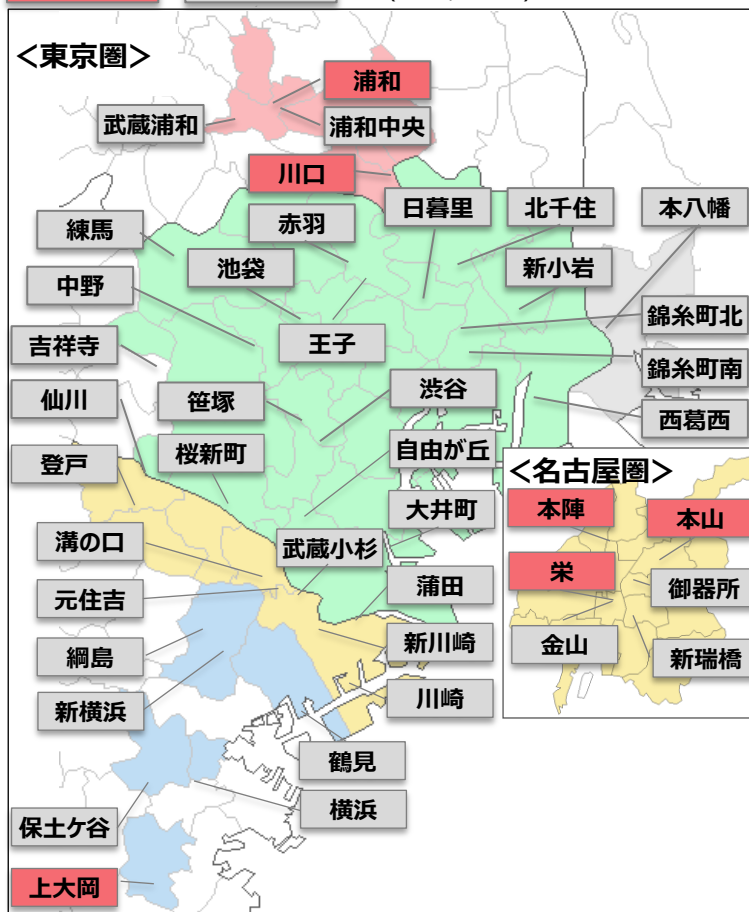 <東京圏>
浦和
武蔵浦和
浦和中央
川口
日暮里
北千住
本八幡
赤羽
練馬
池袋
新小岩
中野
錦糸町北
王子
吉祥寺
錦糸町南
渋谷
仙川
笹塚
西葛西
自由が丘
桜新町
登戸
<名古屋圏>
大井町
本陣
本山
溝の口
武蔵小杉
栄
御器所
元住吉
蒲田
新川崎
金山
新瑞橋
綱島
川崎
新横浜
鶴見
横浜
保土ケ谷
上大岡